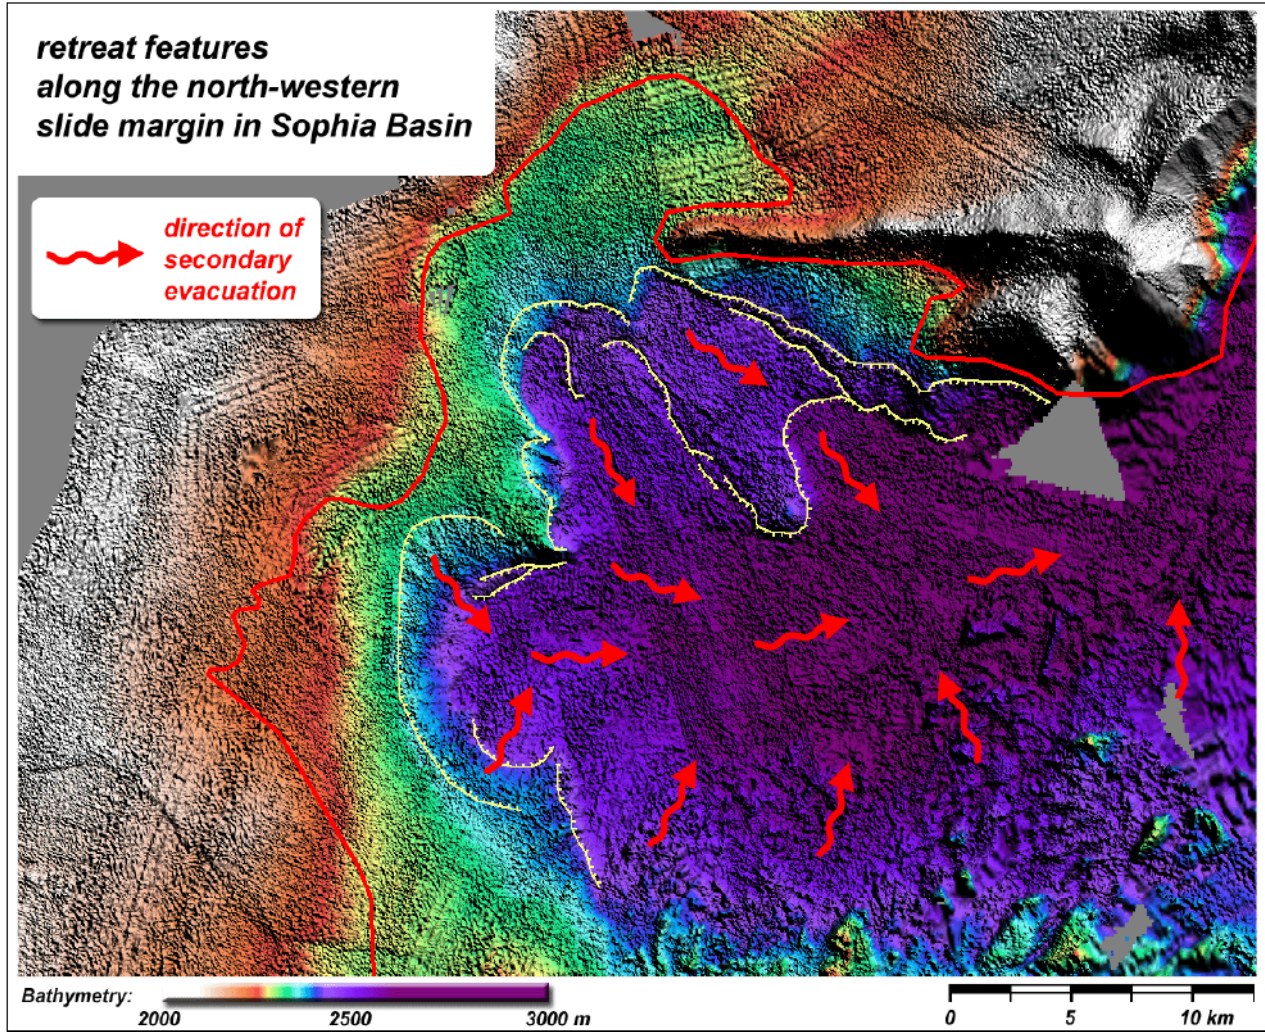 retreat features
along the north-western
slide margin in Sophia Basin
direction of
secondary
evacuation
Bathymetry:
2000 2500 3000 m
0 5 10 km